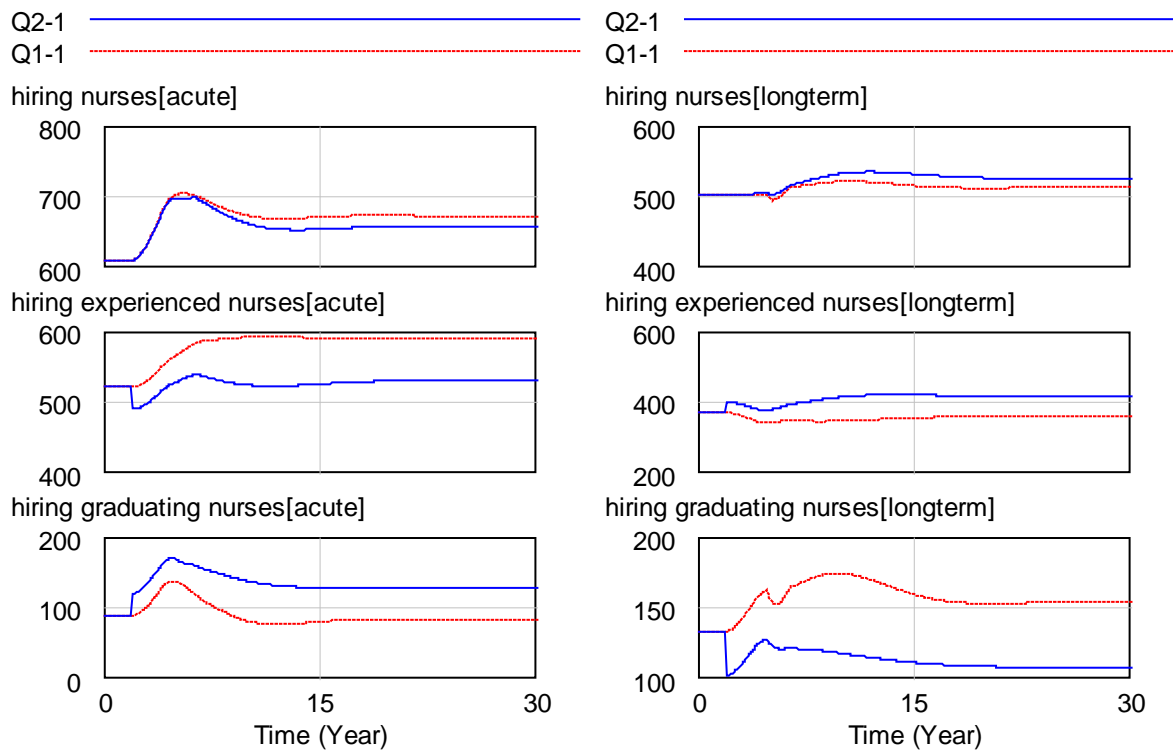 Q2-1
Q1-1
hiring nurses[acute]
800
700
600
hiring experienced nurses[acute]
600
500
400
hiring graduating nurses[acute]
200
100
0
0 15 30
Time (Year)
Q2-1
Q1-1
hiring nurses[longterm]
600
500
400
hiring experienced nurses[longterm]
600
400
200
hiring graduating nurses[longterm]
200
150
100
0 15 30
Time (Year)